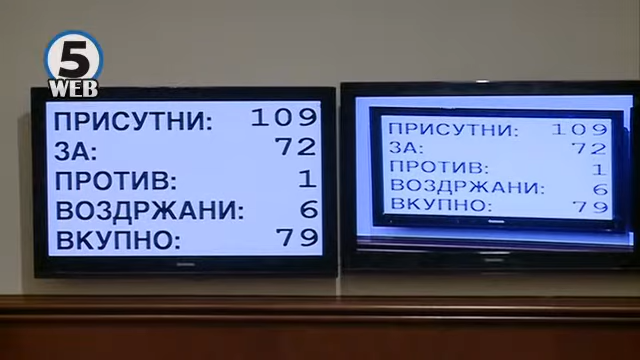 5
WEB
ПРИСУТНИ: 109
ЗА: 72
ПРОТИВ: 1
ВОЗДРЖАНИ: 6
ВКУПНО: 79
ПРИСУТНИ: 109
ЗА: 72
ПРОТИВ: 1
ВОЗДРЖАНИ: 6
ВКУПНО: 79